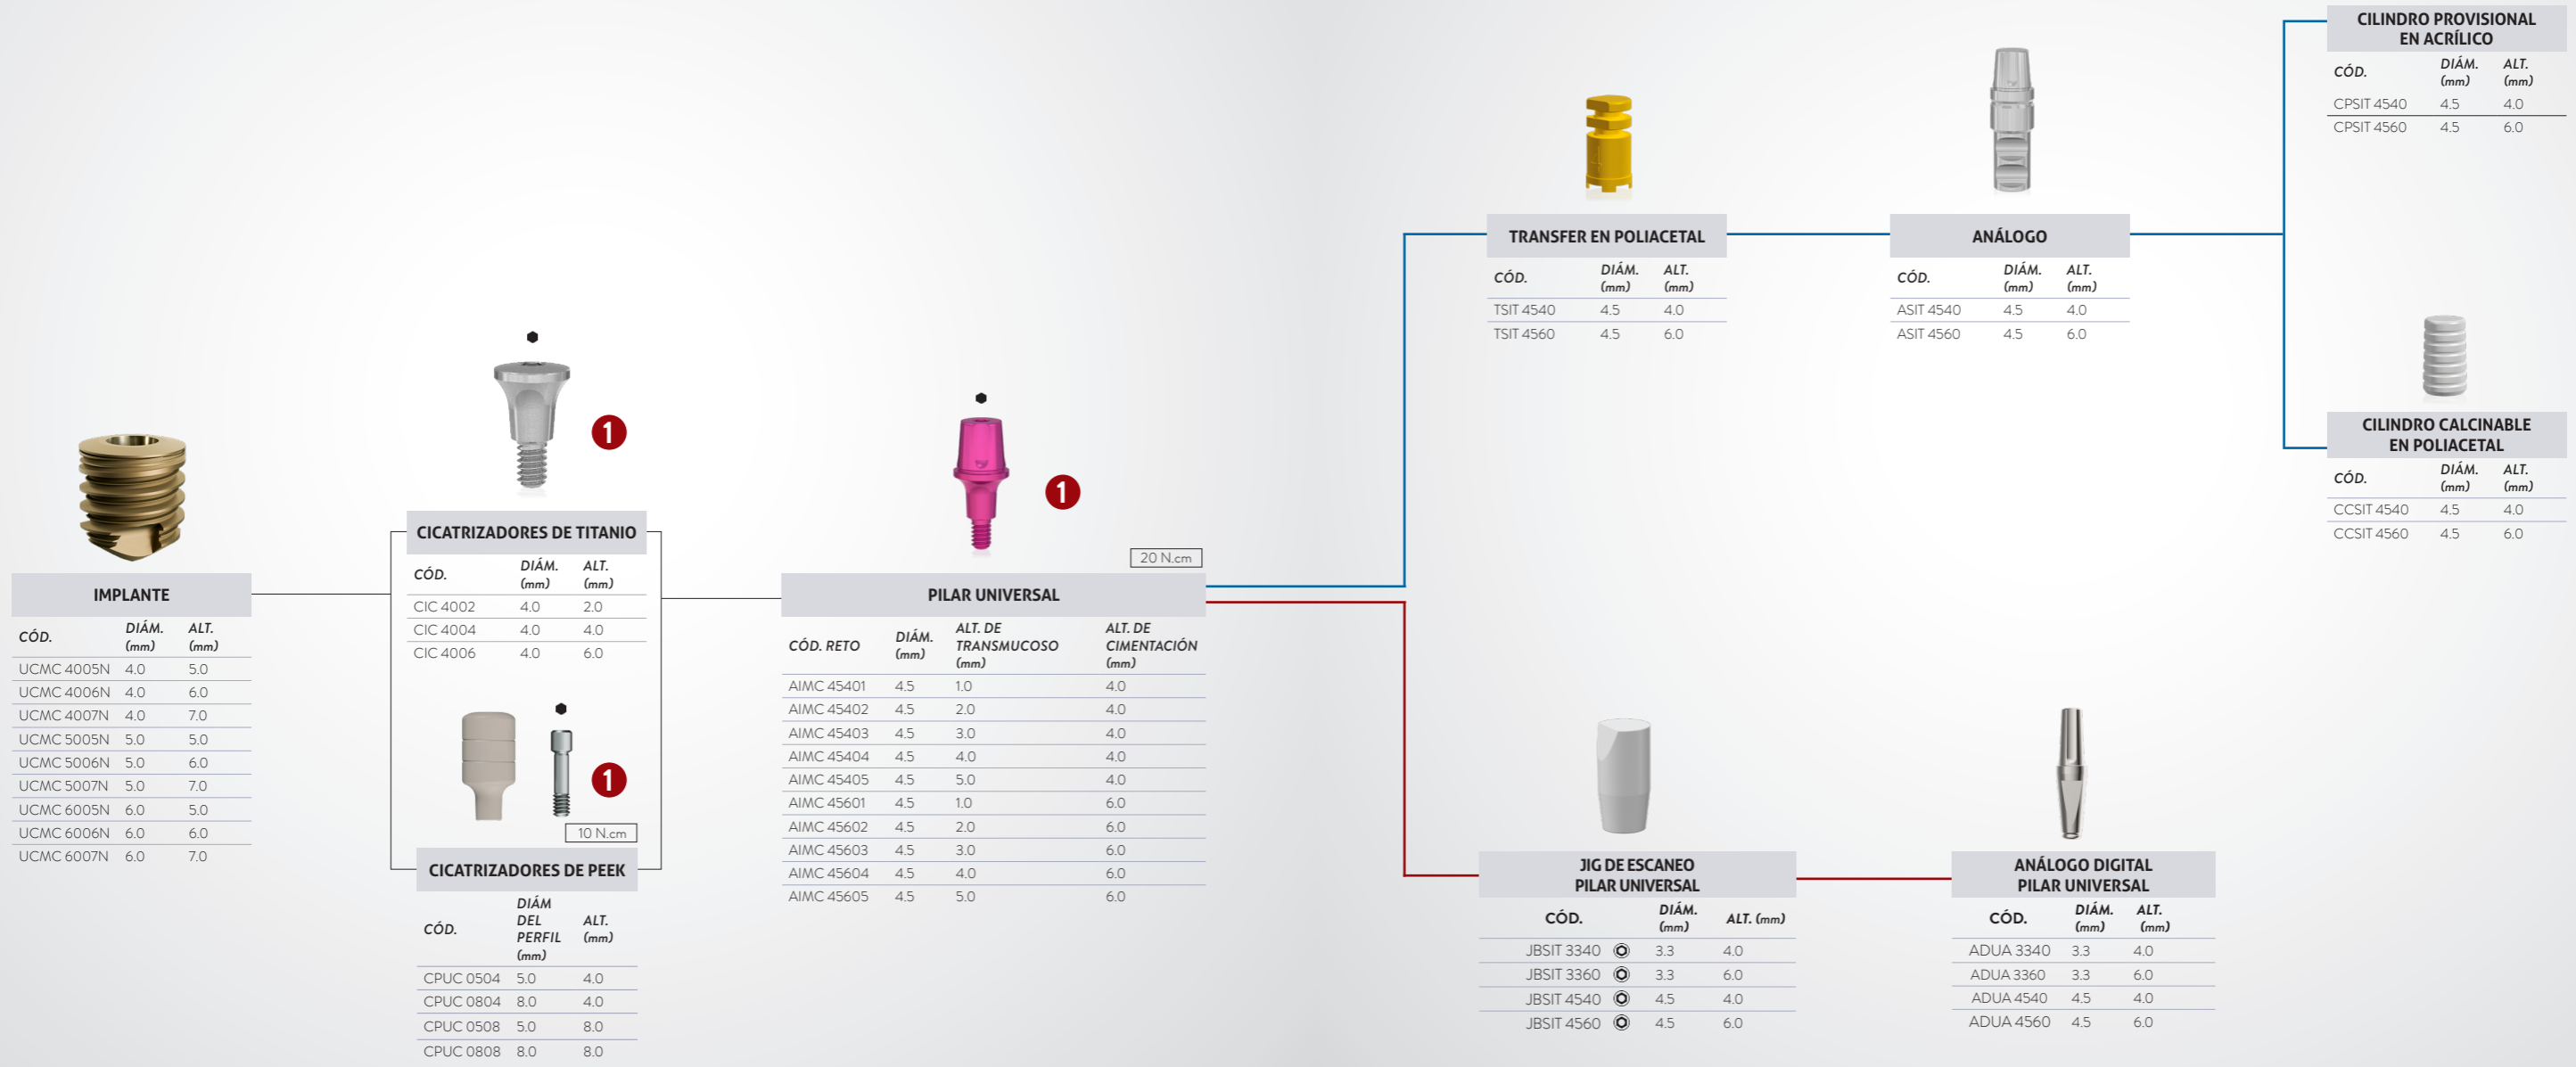 IMPLANTE
CÓD. DIÁM. (mm) ALT. (mm)
UCMC 4005N 4.0 5.0
UCMC 4006N 4.0 6.0
UCMC 4007N 4.0 7.0
UCMC 5005N 5.0 5.0
UCMC 5006N 5.0 6.0
UCMC 5007N 5.0 7.0
UCMC 6005N 6.0 5.0
UCMC 6006N 6.0 6.0
UCMC 6007N 6.0 7.0
1
CICATRIZADORES DE TITANIO
CÓD. DIÁM. (mm) ALT. (mm)
CIC 4002 4.0 2.0
CIC 4004 4.0 4.0
CIC 4006 4.0 6.0
1
10 N.cm
CICATRIZADORES DE PEEK
CÓD. DIÁM DEL PERFIL (mm) ALT. (mm)
CPUC 0504 5.0 4.0
CPUC 0804 8.0 4.0
CPUC 0508 5.0 8.0
CPUC 0808 8.0 8.0
1
20 N.cm
PILAR UNIVERSAL
CÓD. RETO DIÁM. (mm) ALT. DE TRANSMUCOSO (mm) ALT. DE CIMENTACIÓN (mm)
AIMC 45401 4.5 1.0 4.0
AIMC 45402 4.5 2.0 4.0
AIMC 45403 4.5 3.0 4.0
AIMC 45404 4.5 4.0 4.0
AIMC 45405 4.5 5.0 4.0
AIMC 45601 4.5 1.0 6.0
AIMC 45602 4.5 2.0 6.0
AIMC 45603 4.5 3.0 6.0
AIMC 45604 4.5 4.0 6.0
AIMC 45605 4.5 5.0 6.0
TRANSFER EN POLIACETAL
CÓD. DIÁM. (mm) ALT. (mm)
TSIT 4540 4.5 4.0
TSIT 4560 4.5 6.0
ANÁLOGO
CÓD. DIÁM. (mm) ALT. (mm)
ASIT 4540 4.5 4.0
ASIT 4560 4.5 6.0
CILINDRO PROVISIONAL
EN ACRÍLICO
CÓD. DIÁM. (mm) ALT. (mm)
CPSIT 4540 4.5 4.0
CPSIT 4560 4.5 6.0
CILINDRO CALCINABLE
EN POLIACETAL
CÓD. DIÁM. (mm) ALT. (mm)
CCSIT 4540 4.5 4.0
CCSIT 4560 4.5 6.0
JIG DE ESCANEO
PILAR UNIVERSAL
CÓD. DIÁM. (mm) ALT. (mm)
JBSIT 3340 3.3 4.0
JBSIT 3360 3.3 6.0
JBSIT 4540 4.5 4.0
JBSIT 4560 4.5 6.0
ANÁLOGO DIGITAL
PILAR UNIVERSAL
CÓD. DIÁM. (mm) ALT. (mm)
ADUA 3340 3.3 4.0
ADUA 3360 3.3 6.0
ADUA 4540 4.5 4.0
ADUA 4560 4.5 6.0